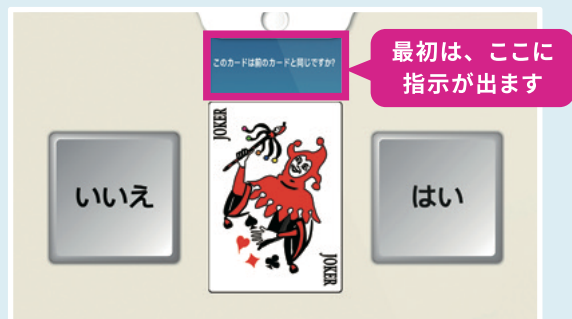 このカードは前のカードと同じですか?
最初は、ここに
指示が出ます
JOKER
いいえ
はい
JOKER